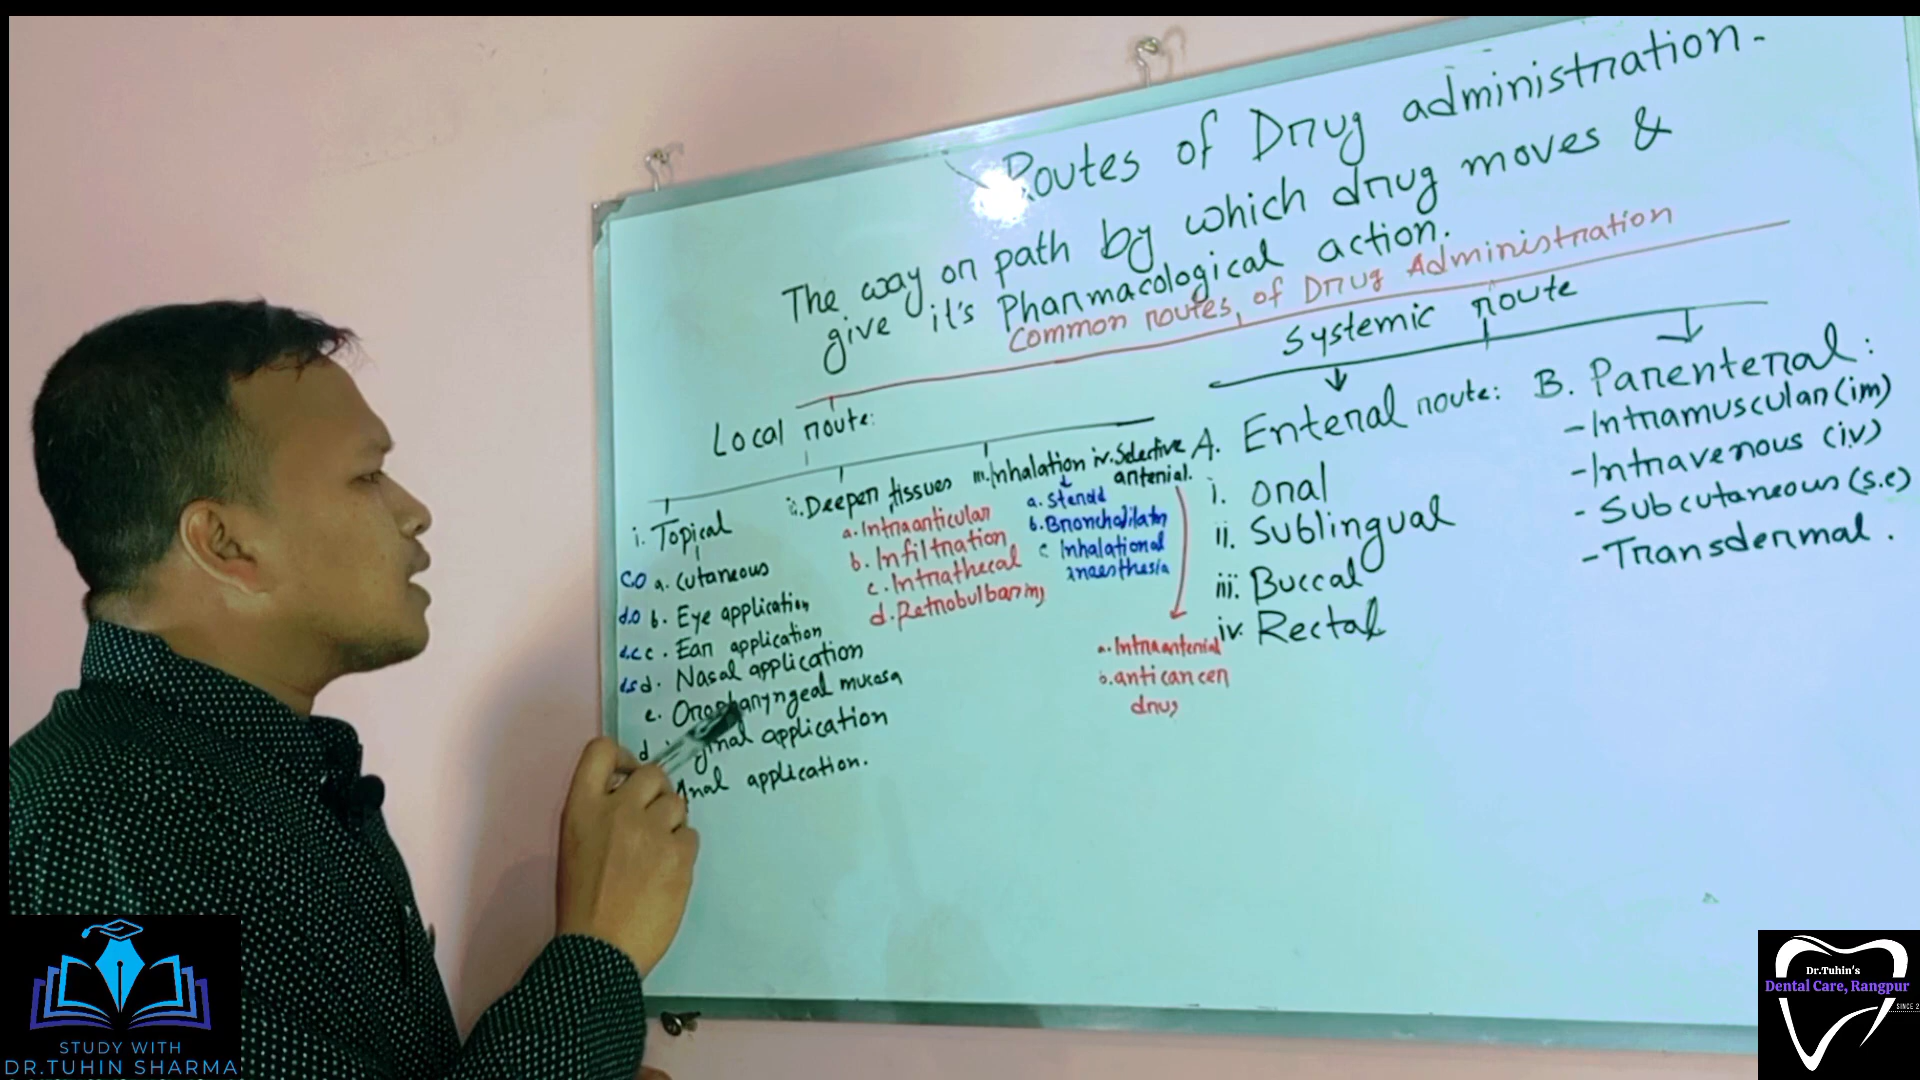 Routes of Drug administration.
The way or path by which drug moves &
give it's Pharmacological action.
Common routes, of Drug Administration
Local route:
i. Topical
C.O a. cutaneous
d.O b. Eye application
c. Ear application
d. Nasal application
e. Oropharyngeal mucosa
d. application
Anal application.
ii. Deeper tissues
a. Intraarticular
b. Infiltration
c. Intrathecal
d. Retrobulbar inj
iii. Inhalation
a. Steroid
b. Bronchodilator
c Inhalational
anaesthesia
iv. Selective
arterial.
a. Intraarterial
b. anticancer
drug
Systemic route
A. Enteral route:
i. oral
ii. Sublingual
iii. Buccal
iv. Rectal
B. Parenteral:
- Intramuscular (im)
- Intravenous (iv)
- Subcutaneous (s.c)
- Transdermal.
STUDY WITH
DR.TUHIN SHARMA
Dr.Tuhin's
Dental Care, Rangpur
SINCE 2